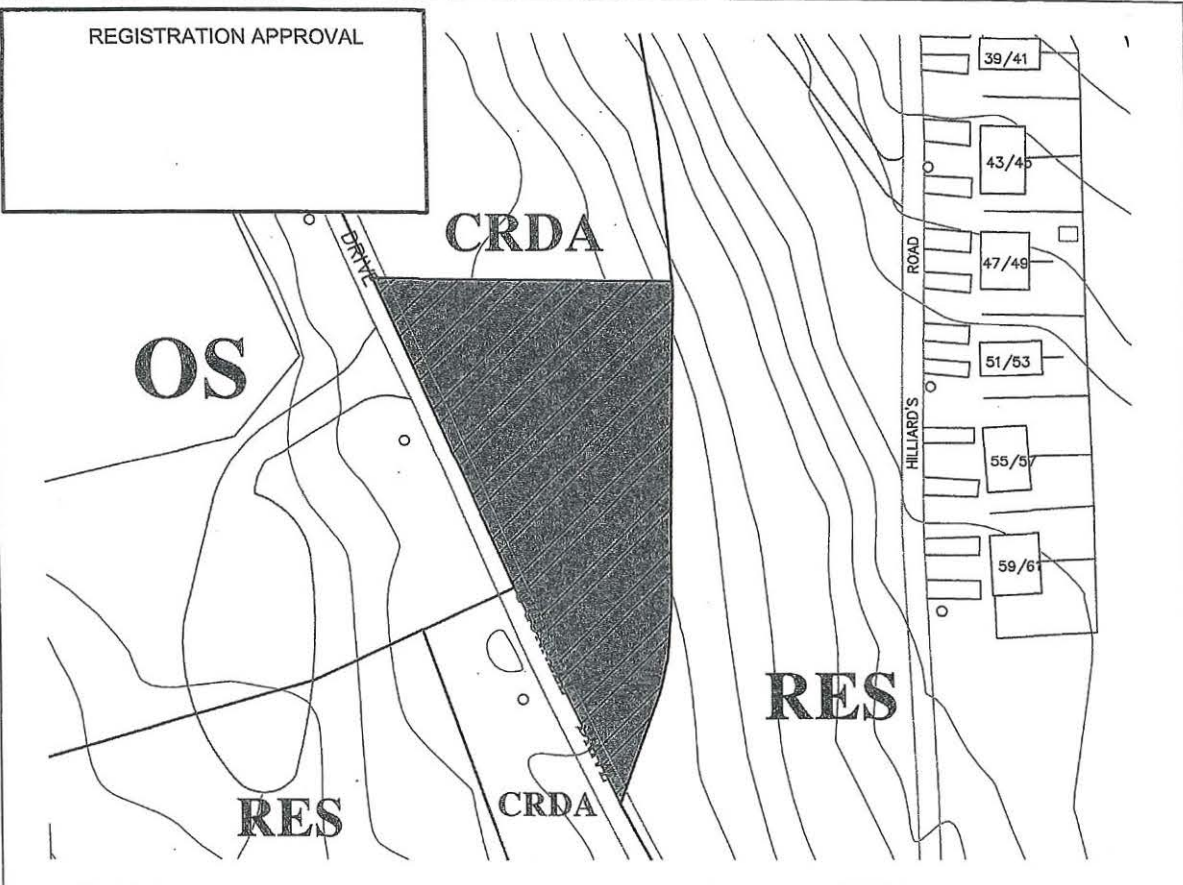 REGISTRATION APPROVAL
39/41
43/45
CRDA
DRIVE
ROAD
47/49
OS
51/53
HILLIARD'S
55/57
59/61
RES
DRIVE
CRDA
RES